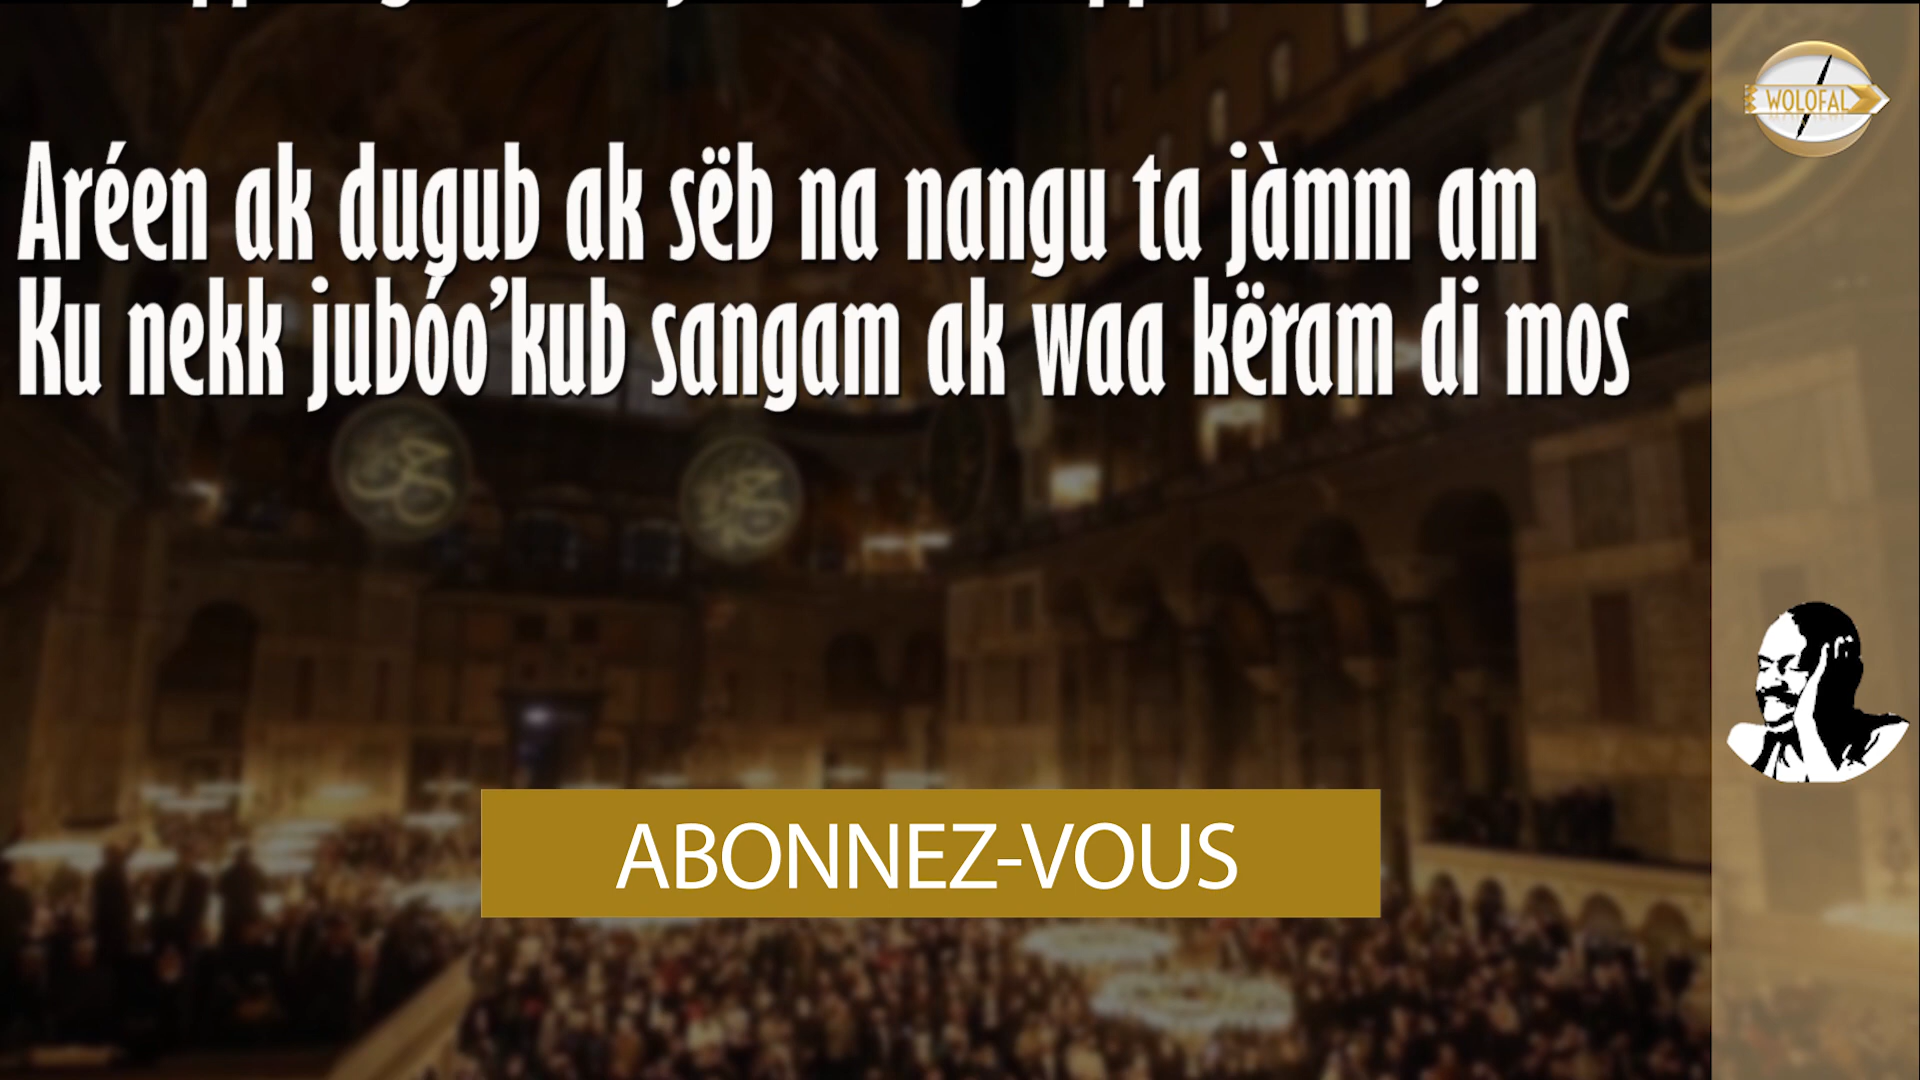 Aréen ak dugub ak sëb na nangu ta jàmm am
Ku nekk jubóo'kub sangam ak waa këram di mos
WOLOFAL
ABONNEZ-VOUS